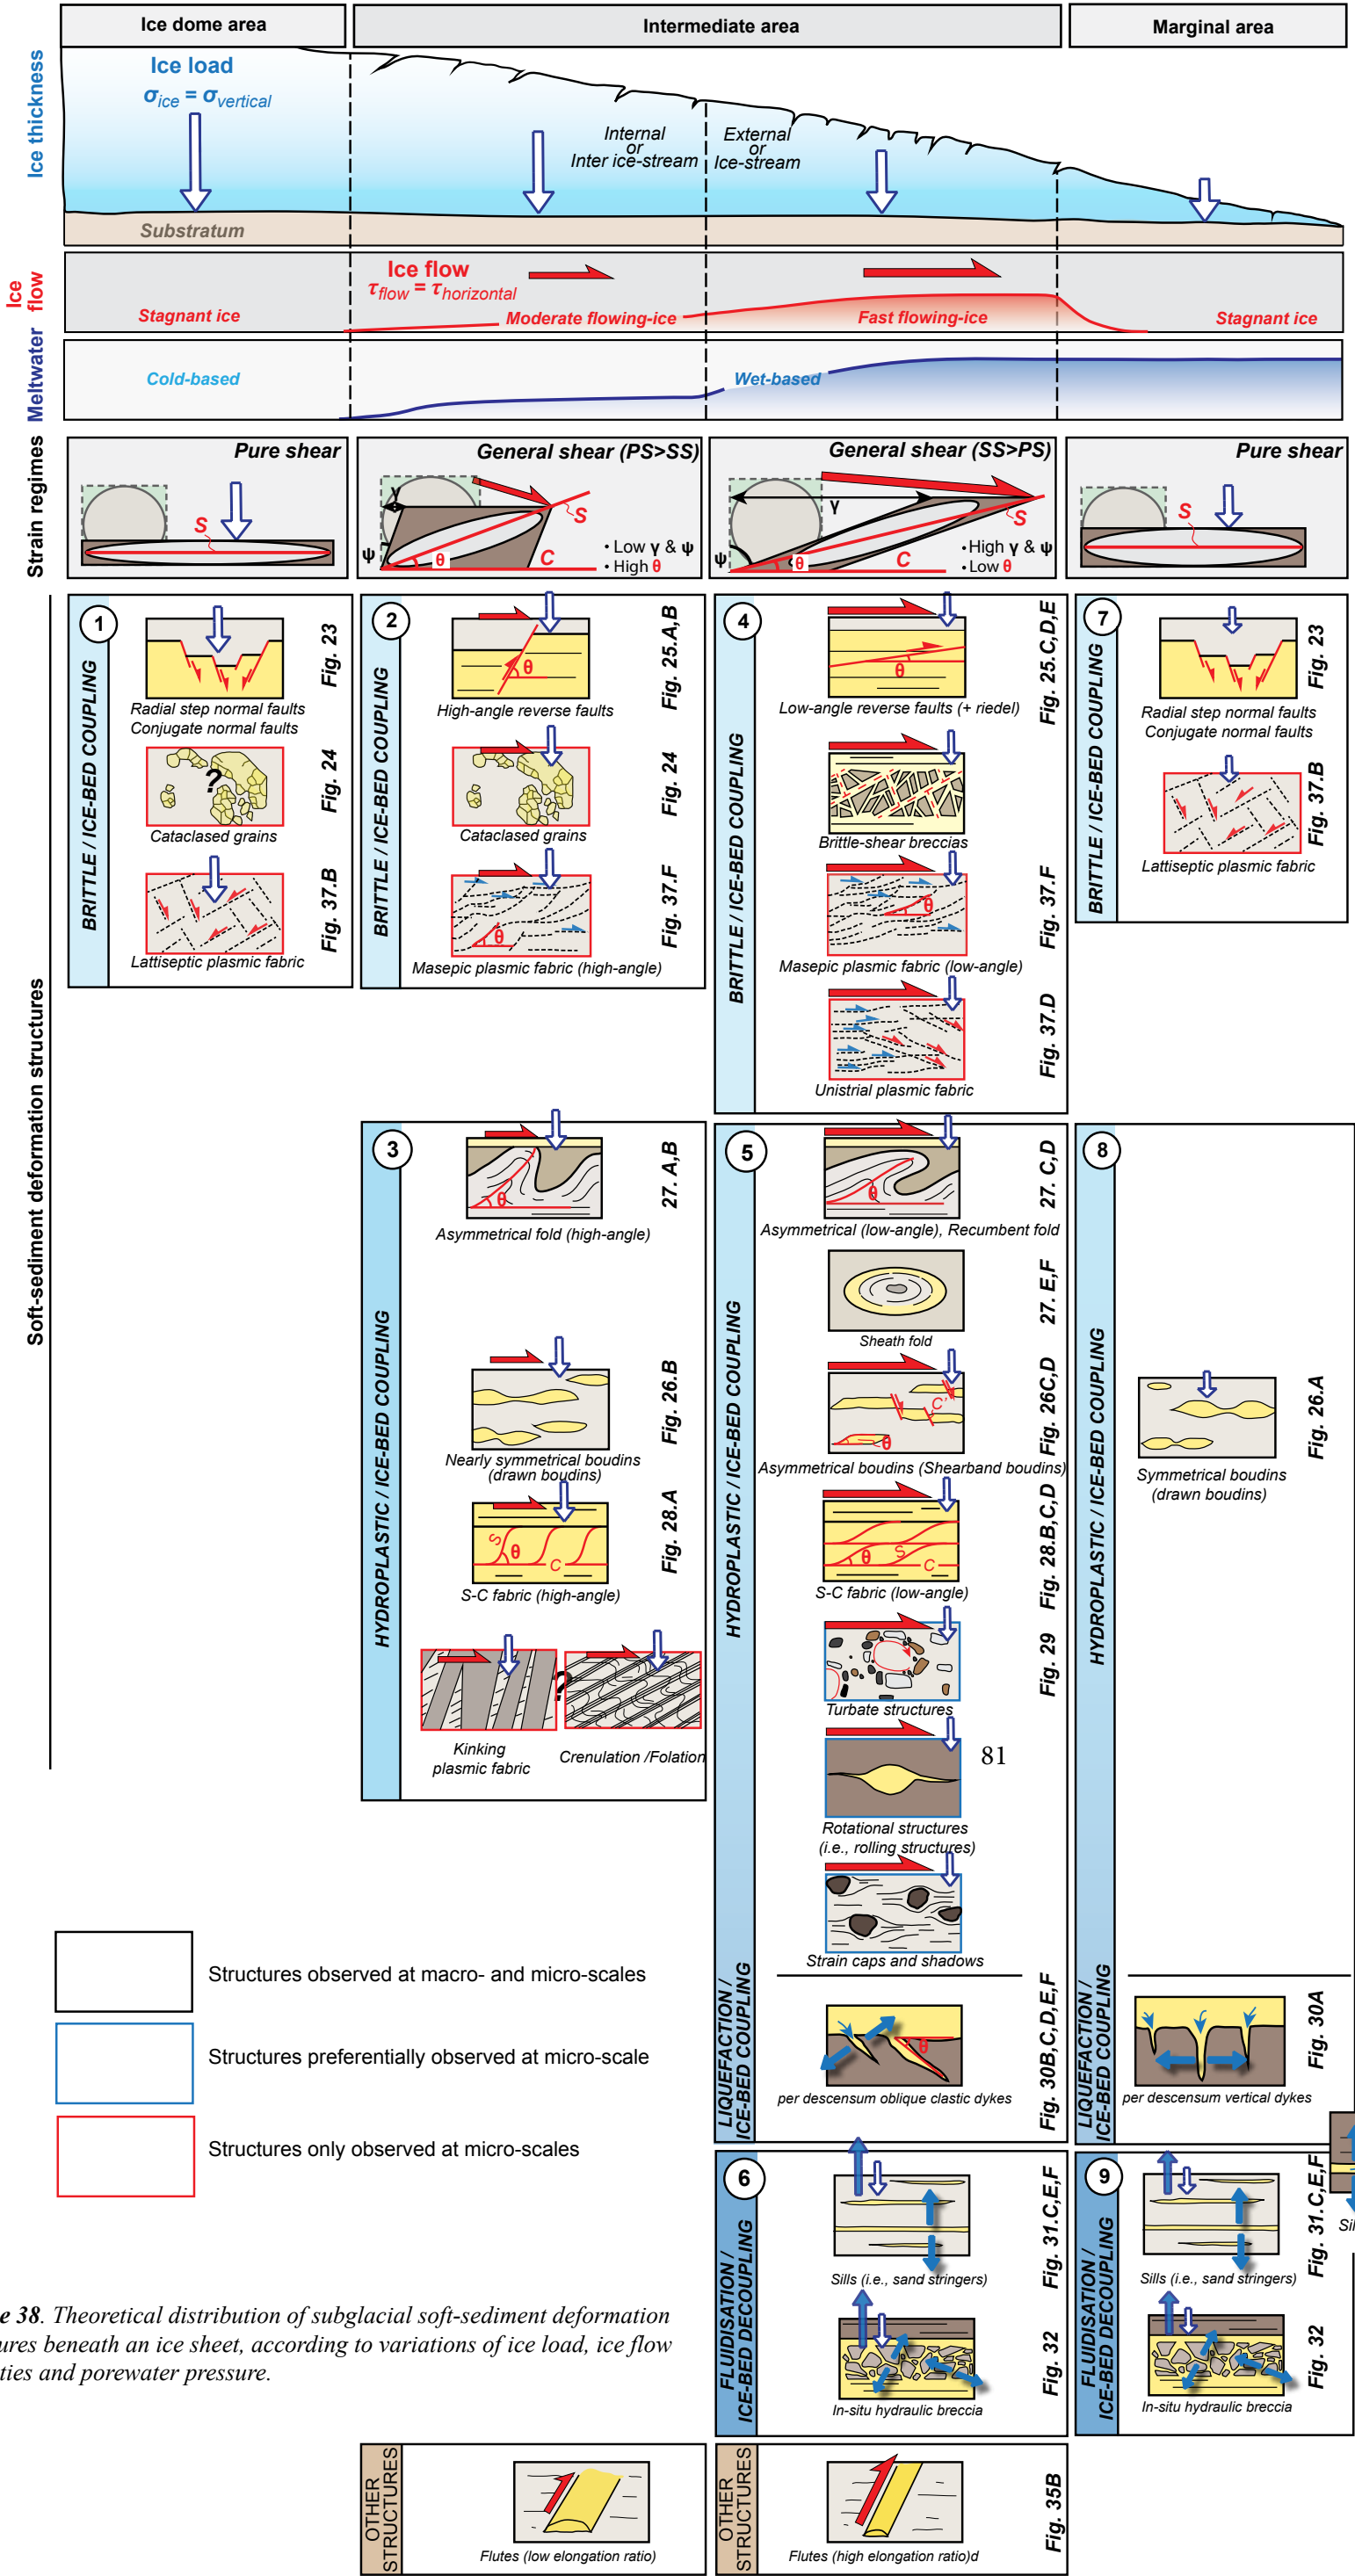 Ice dome area
Intermediate area
Marginal area
Ice thickness
Ice load
σice = σvertical
Internal
or
Inter ice-stream
External
or
Ice-stream
Substratum
Ice
flow
Ice flow
τflow = τhorizontal
Stagnant ice
Moderate flowing-ice
Fast flowing-ice
Stagnant ice
Meltwater
Cold-based
Wet-based
Strain regimes
Pure shear
S
General shear (PS>SS)
γ
ψ
θ
S
C
• Low γ & ψ
• High θ
General shear (SS>PS)
γ
ψ
θ
S
C
• High γ & ψ
• Low θ
Pure shear
S
Soft-sediment deformation structures
1
BRITTLE / ICE-BED COUPLING
Fig. 23
Radial step normal faults
Conjugate normal faults
?
Fig. 24
Cataclased grains
Fig. 37.B
Lattiseptic plasmic fabric
2
BRITTLE / ICE-BED COUPLING
θ
Fig. 25.A,B
High-angle reverse faults
Fig. 24
Cataclased grains
θ
Fig. 37.F
Masepic plasmic fabric (high-angle)
4
BRITTLE / ICE-BED COUPLING
θ
Fig. 25.C,D,E
Low-angle reverse faults (+ riedel)
Brittle-shear breccias
θ
Fig. 37.F
Masepic plasmic fabric (low-angle)
Fig. 37.D
Unistrial plasmic fabric
7
BRITTLE / ICE-BED COUPLING
Fig. 23
Radial step normal faults
Conjugate normal faults
Fig. 37.B
Lattiseptic plasmic fabric
3
HYDROPLASTIC / ICE-BED COUPLING
θ
27. A,B
Asymmetrical fold (high-angle)
Fig. 26.B
Nearly symmetrical boudins
(drawn boudins)
S
θ
C
Fig. 28.A
S-C fabric (high-angle)
?
Kinking
plasmic fabric
Crenulation /Folation
5
HYDROPLASTIC / ICE-BED COUPLING
θ
27. C,D
Asymmetrical (low-angle), Recumbent fold
27. E,F
Sheath fold
C'
θ
Fig. 26C,D
Asymmetrical boudins (Shearband boudins)
θ
S
C
Fig. 28.B,C,D
S-C fabric (low-angle)
Fig. 29
Turbate structures
81
Rotational structures
(i.e., rolling structures)
Strain caps and shadows
LIQUEFACTION /
ICE-BED COUPLING
θ
Fig. 30B,C,D,E,F
per descensum oblique clastic dykes
8
HYDROPLASTIC / ICE-BED COUPLING
Fig. 26.A
Symmetrical boudins
(drawn boudins)
LIQUEFACTION /
ICE-BED COUPLING
Fig. 30A
per descensum vertical dykes
Structures observed at macro- and micro-scales
Structures preferentially observed at micro-scale
Structures only observed at micro-scales
6
FLUIDISATION /
ICE-BED DECOUPLING
Fig. 31.C,E,F
Sills (i.e., sand stringers)
Fig. 32
In-situ hydraulic breccia
9
FLUIDISATION /
ICE-BED DECOUPLING
Fig. 31.C,E,F
Sills (i.e., sand stringers)
Fig. 32
In-situ hydraulic breccia
Sil
e 38. Theoretical distribution of subglacial soft-sediment deformation
ures beneath an ice sheet, according to variations of ice load, ice flow
ties and porewater pressure.
OTHER
STRUCTURES
Flutes (low elongation ratio)
OTHER
STRUCTURES
Fig. 35B
Flutes (high elongation ratio)d